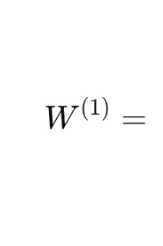 W^{(1)} =